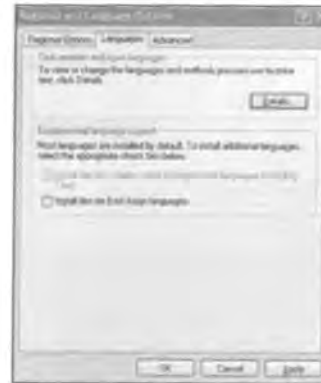 Regional and Language Options
Regional Options Languages Advanced
Text services and input languages
To view or change the languages and methods you can use to enter
text, click Details.
Details...
Supplemental language support
Most languages are installed by default. To install additional languages,
select the appropriate check box below.
Install files for East Asian languages
OK Cancel Apply